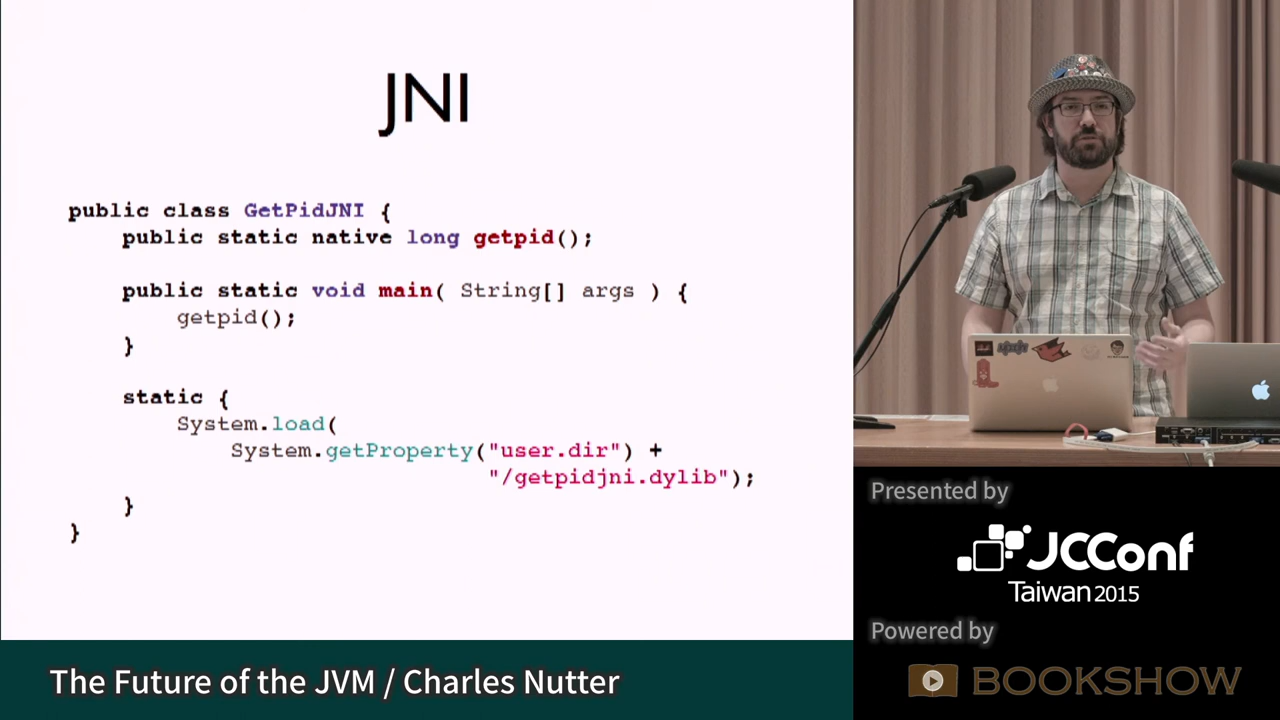 JNI
public class GetPidJNI {
public static native long getpid();
public static void main( String[] args ) {
getpid();
}
static {
System.load(
System.getProperty("user.dir") +
"/getpidjni.dylib");
}
}
Presented by
JCConf
Taiwan 2015
Powered by
BOOKSHOW
The Future of the JVM / Charles Nutter